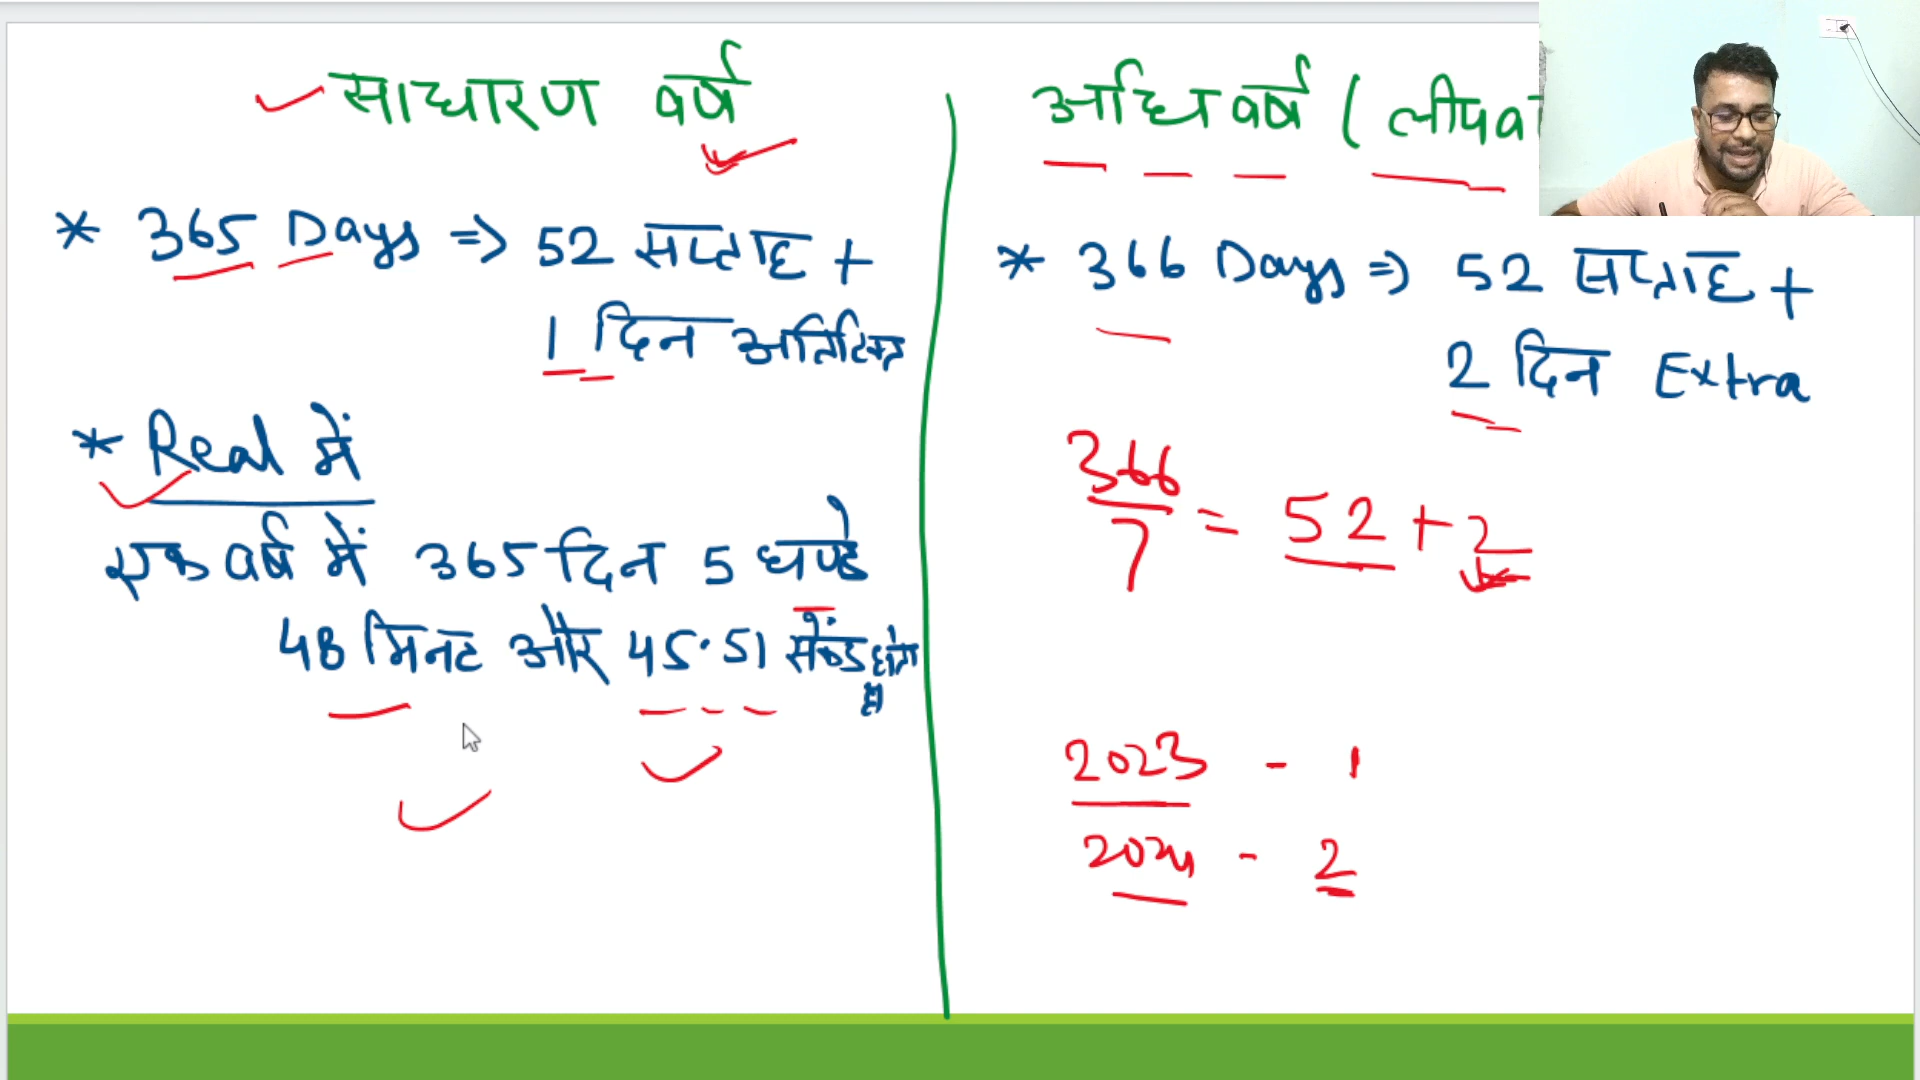 साधारण वर्ष
* 365 Days ⇒ 52 सप्ताह +
1 दिन अतिरिक्त
* Real में
एक वर्ष में 365 दिन 5 घण्टे
48 मिनट और 45.51 सेकंड
अधि वर्ष (लीपव
* 366 Days ⇒ 52 सप्ताह +
2 दिन Extra
366/7 = 52 + 2
2023 - 1
2024 - 2